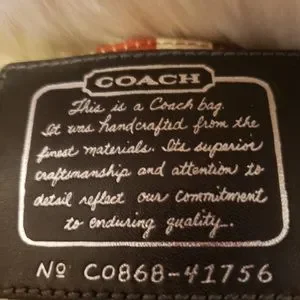 COACH
This is a Coach bag.
It was handcrafted from the
finest materials. Its superior
craftsmanship and attention to
detail reflect our commitment
to enduring quality...
Nº CO868-41756